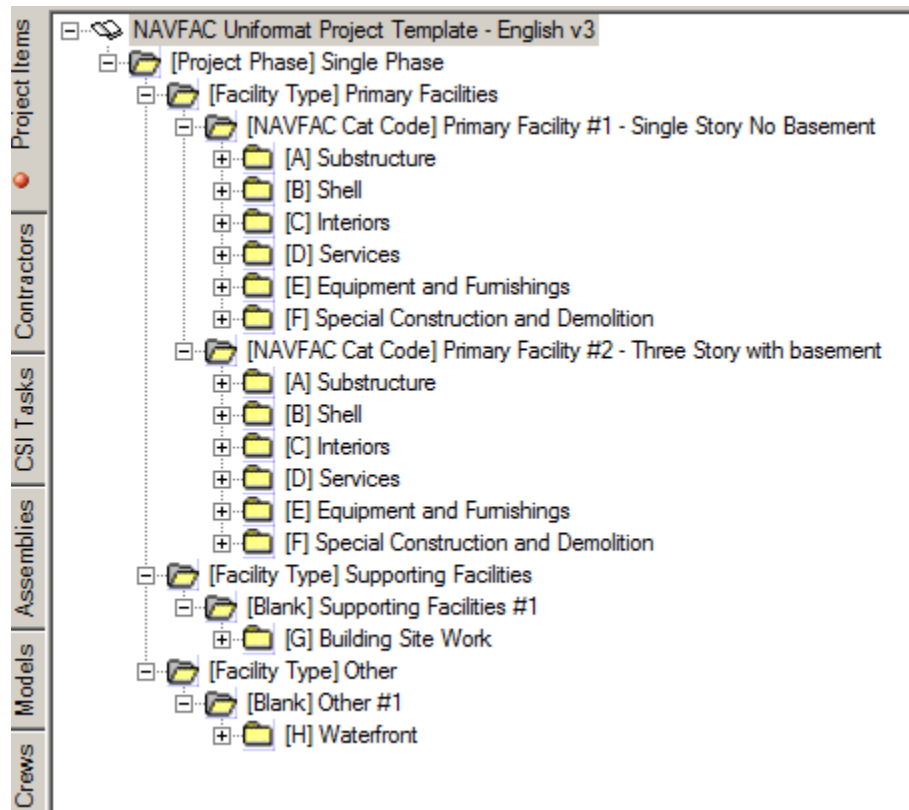 NAVFAC Uniformat Project Template - English v3
[Project Phase] Single Phase
[Facility Type] Primary Facilities
[NAVFAC Cat Code] Primary Facility #1 - Single Story No Basement
[A] Substructure
[B] Shell
[C] Interiors
[D] Services
[E] Equipment and Furnishings
[F] Special Construction and Demolition
[NAVFAC Cat Code] Primary Facility #2 - Three Story with basement
[A] Substructure
[B] Shell
[C] Interiors
[D] Services
[E] Equipment and Furnishings
[F] Special Construction and Demolition
[Facility Type] Supporting Facilities
[Blank] Supporting Facilities #1
[G] Building Site Work
[Facility Type] Other
[Blank] Other #1
[H] Waterfront
Project Items
Contractors
CSI Tasks
Assemblies
Models
Crews